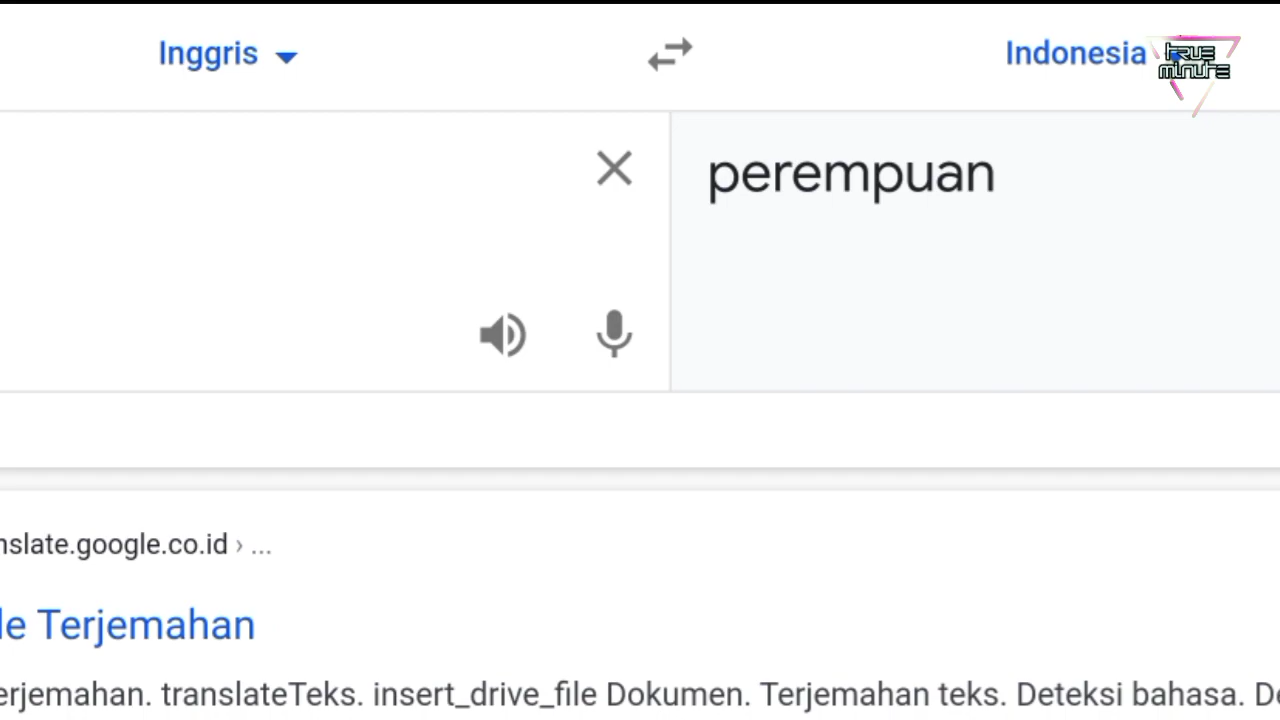 Inggris
Indonesia
true minute
perempuan
nslate.google.co.id › ...
le Terjemahan
erjemahan. translateTeks. insert_drive_file Dokumen. Terjemahan teks. Deteksi bahasa. De